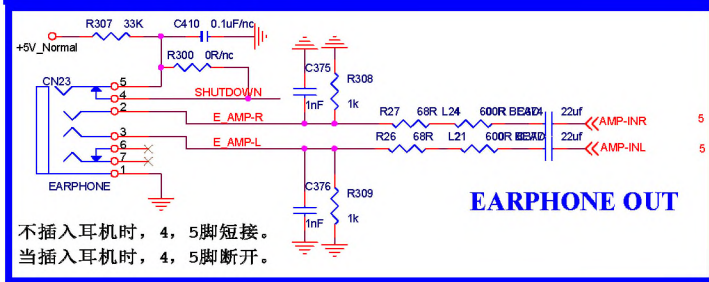 R307 33K C410 0.1uF/nc
+5V_Normal
R300 0R/nc
CN23
5
4 SHUTDOWN
2 E_AMP-R
3 E_AMP-L
6
7
1
EARPHONE
C375 R308
1nF 1k
R27 68R L24 600R BEAD 22uf AMP-INR 5
R26 68R L21 600R BEAD 22uf AMP-INL 5
C376 R309
1nF 1k
EARPHONE OUT
不插入耳机时，4，5脚短接。
当插入耳机时，4，5脚断开。